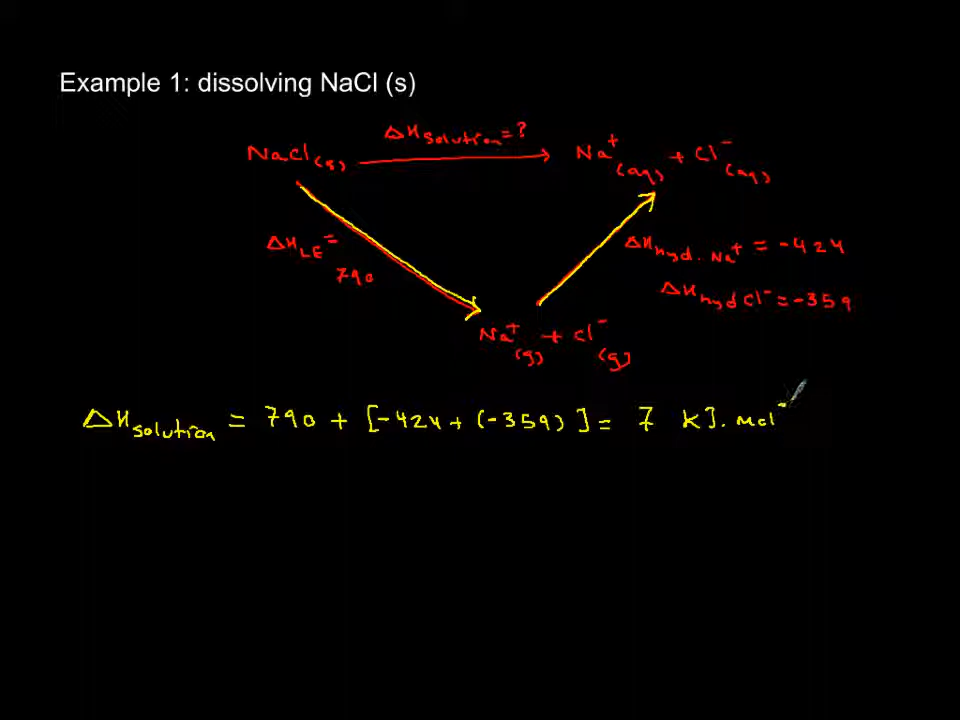 Example 1: dissolving NaCl (s)
ΔH solution = ?
NaCl (s) → Na⁺ (aq) + Cl⁻ (aq)
ΔH LE = 790
ΔH hyd. Na⁺ = -424
ΔH hyd Cl⁻ = -359
Na⁺ (g) + Cl⁻ (g)
ΔH solution = 790 + [-424 + (-359)] = 7 KJ. mol⁻